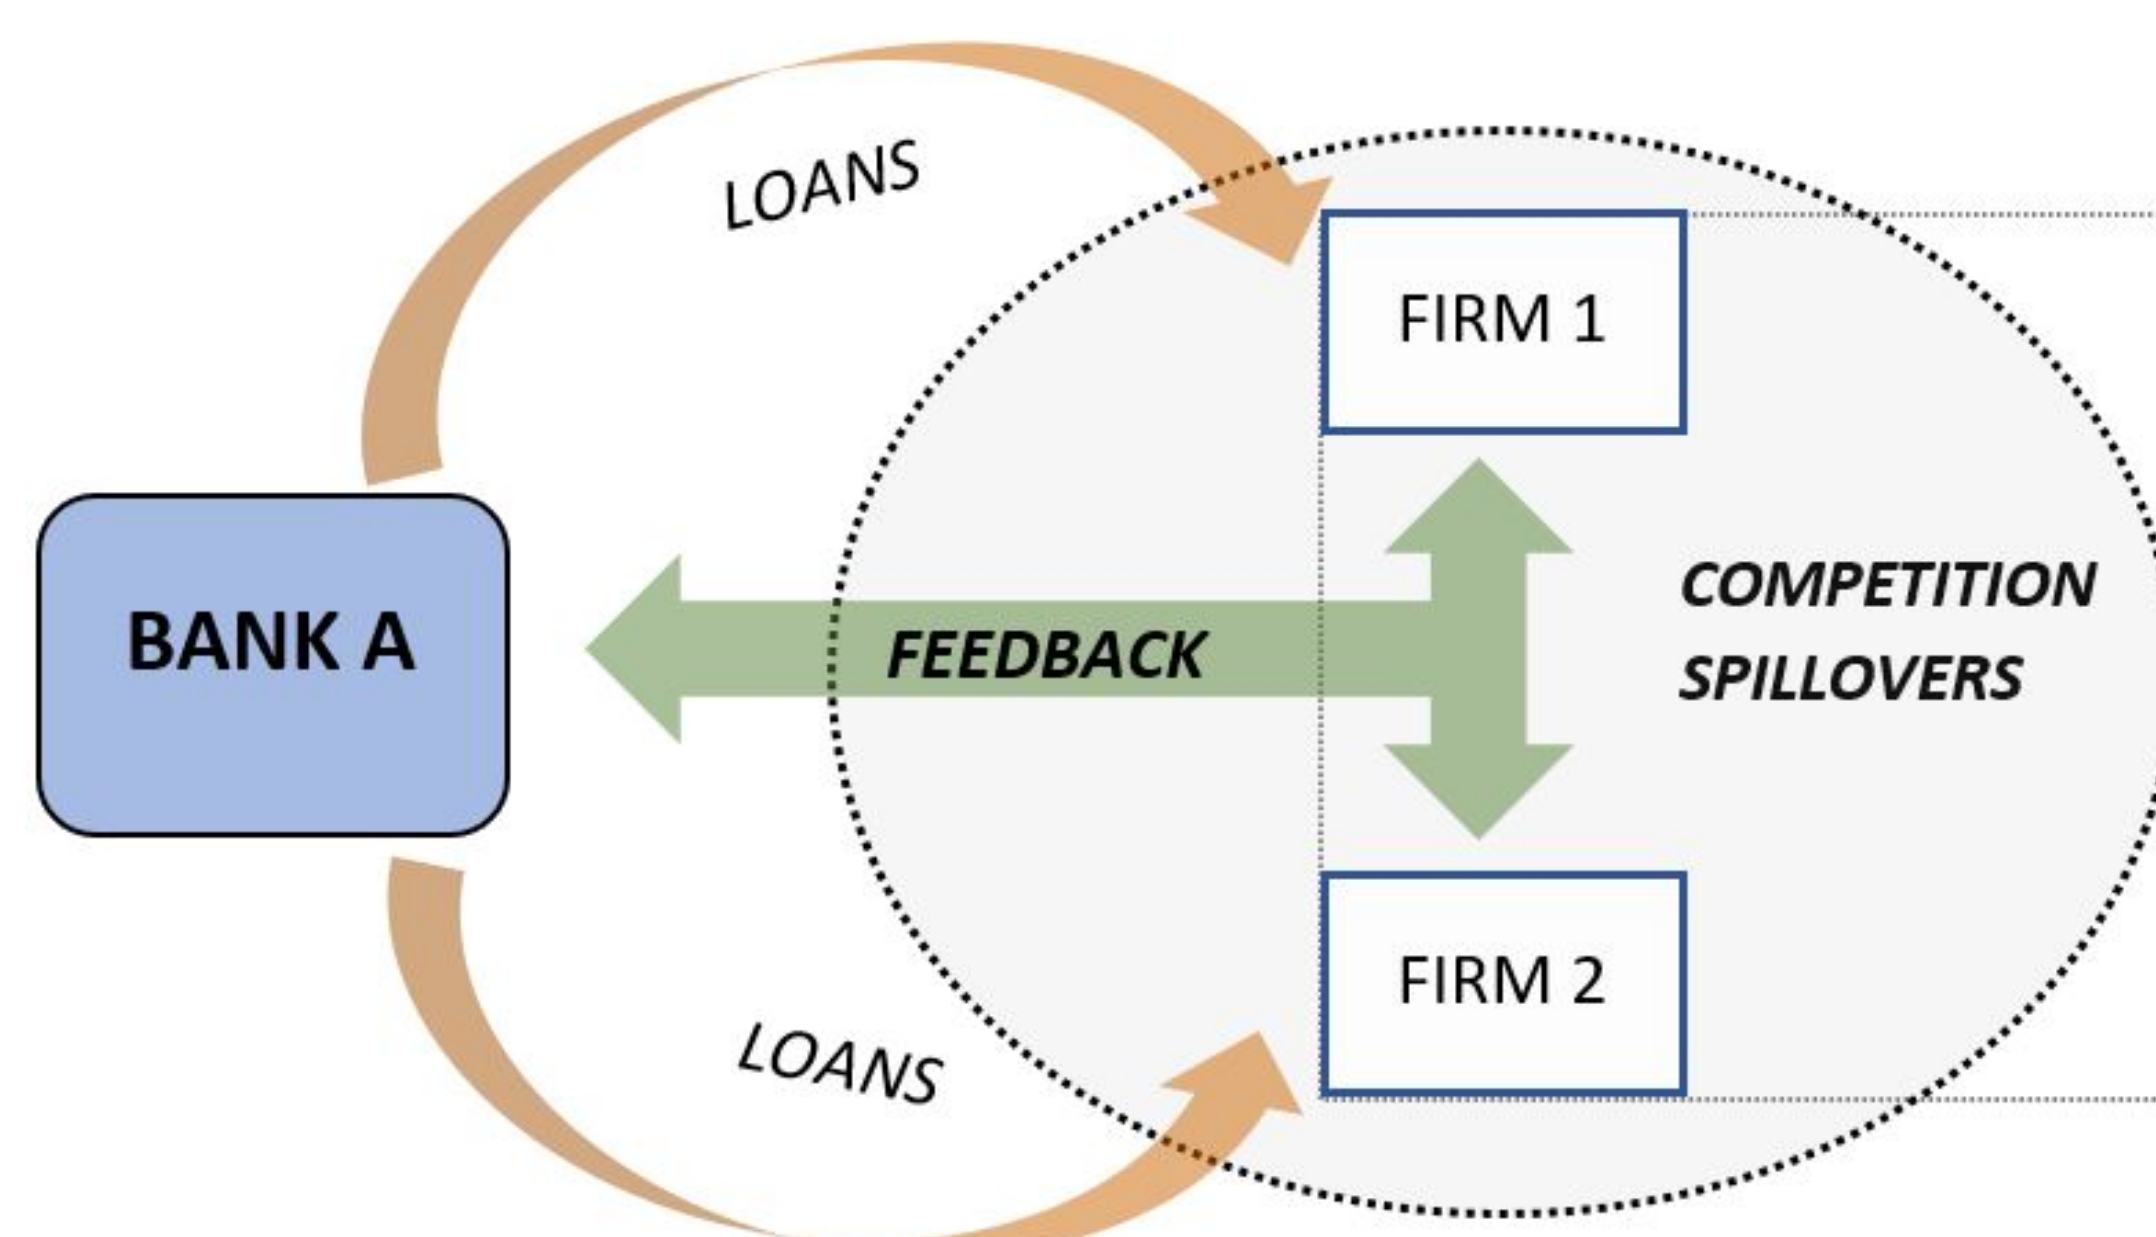 LOANS
FIRM 1
BANK A
FEEDBACK
COMPETITION
SPILLOVERS
FIRM 2
LOANS